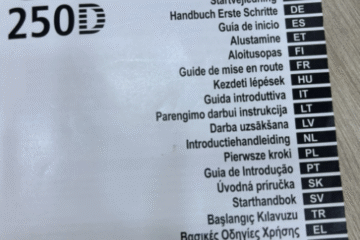 250D
Startvejledning
Handbuch Erste Schritte DE
Guía de inicio ES
Alustamine ET
Aloitusopas FI
Guide de mise en route FR
Kezdeti lépések HU
Guida introduttiva IT
Parengimo darbui instrukcija LT
Darba uzsākšana LV
Introductiehandleiding NL
Pierwsze kroki PL
Guia de Introdução PT
Úvodná príručka SK
Starthandbok SV
Başlangıç Kılavuzu TR
Βασικές Οδηγίες Χρήσης EL